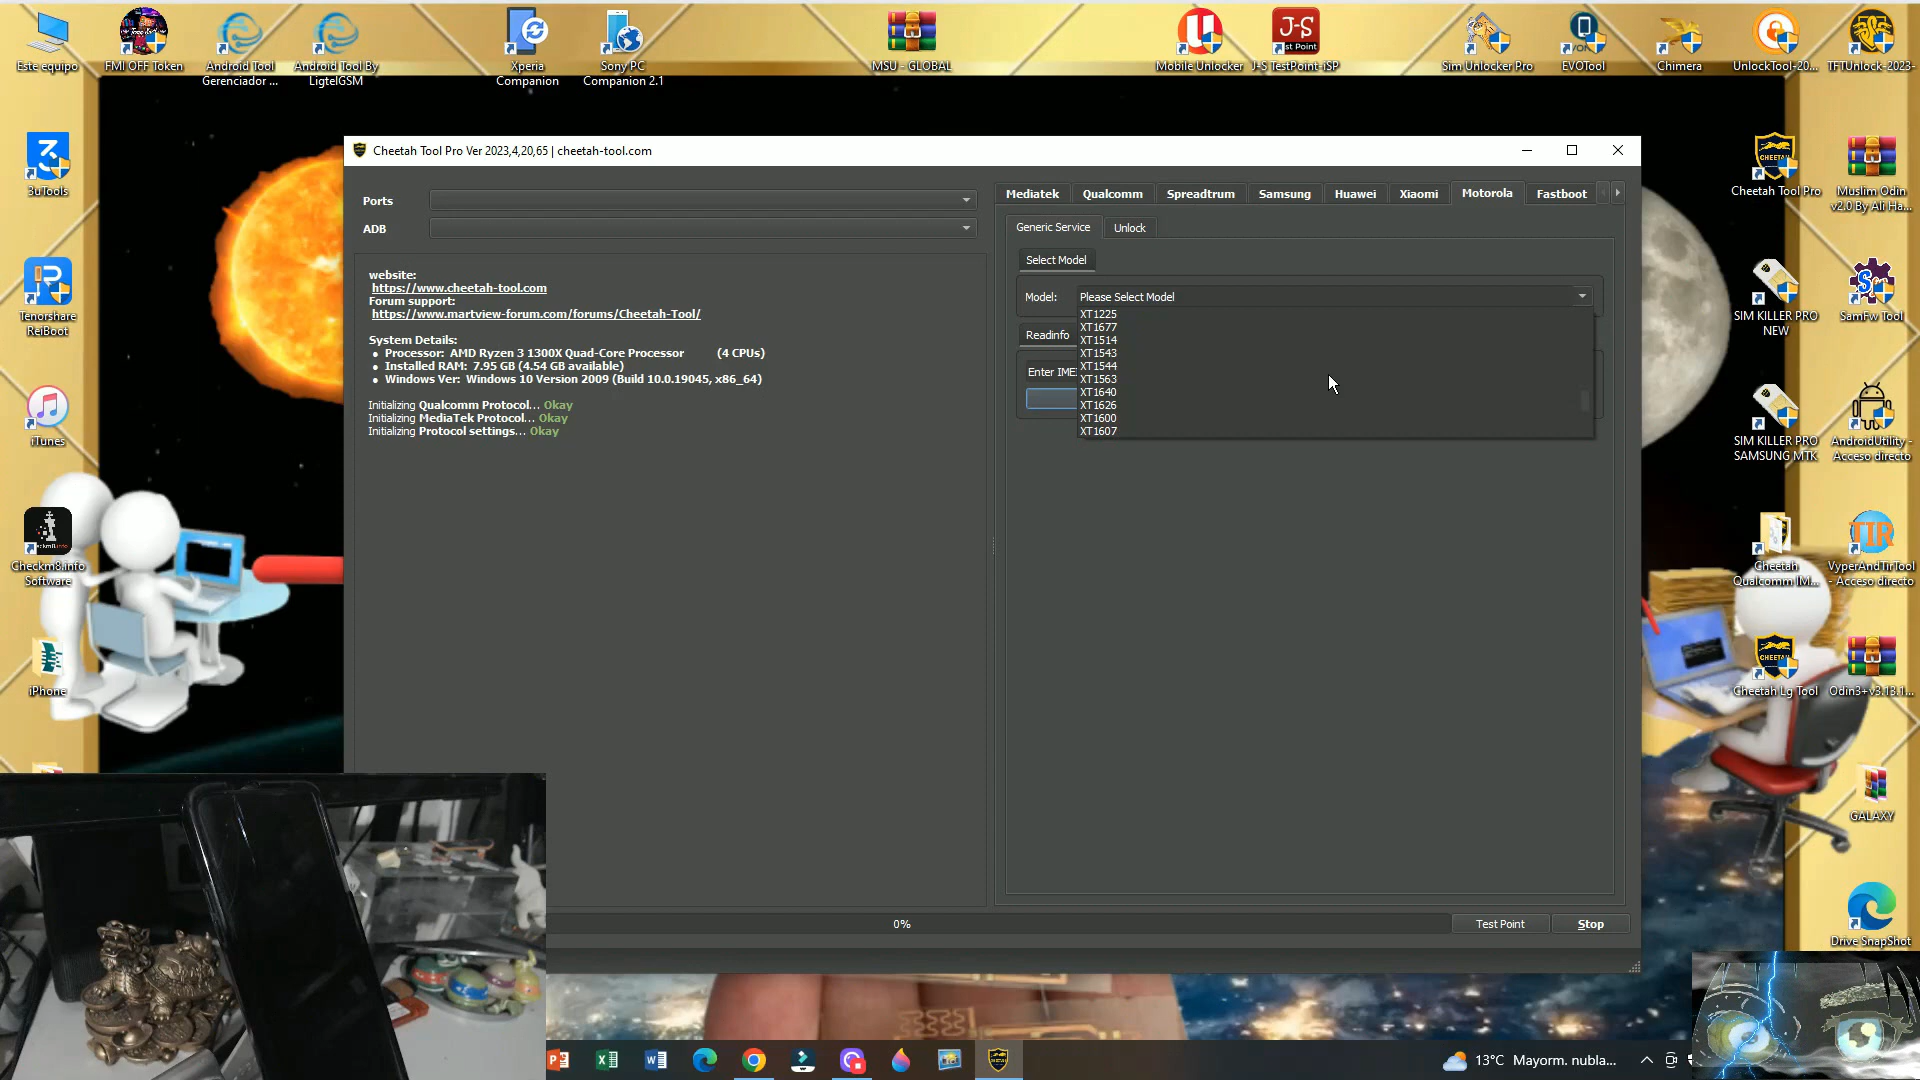 Este equipo
FMI OFF Token
Android Tool
Gerenciador ...
Android Tool By
LigtelGSM
Xperia
Companion
Sony PC
Companion 2.1
MSU - GLOBAL
Mobile Unlocker
J-S TestPoint-iSP
Sim Unlocker Pro
EVOTool
Chimera
UnlockTool-20...
TFTUnlock-2023-
3uTools
Tenorshare
ReiBoot
iTunes
Checkm8.info
Software
iPhone
Cheetah Tool Pro Ver 2023,4,20,65 | cheetah-tool.com
Ports
ADB
website:
https://www.cheetah-tool.com
Forum support:
https://www.martview-forum.com/forums/Cheetah-Tool/
System Details:
Processor: AMD Ryzen 3 1300X Quad-Core Processor (4 CPUs)
Installed RAM: 7.95 GB (4.54 GB available)
Windows Ver: Windows 10 Version 2009 (Build 10.0.19045, x86_64)
Initializing Qualcomm Protocol... Okay
Initializing MediaTek Protocol... Okay
Initializing Protocol settings... Okay
Mediatek
Qualcomm
Spreadtrum
Samsung
Huawei
Xiaomi
Motorola
Fastboot
Generic Service
Unlock
Select Model
Model: Please Select Model
Readinfo
Enter IME
XT1225
XT1677
XT1514
XT1543
XT1544
XT1563
XT1640
XT1626
XT1600
XT1607
0%
Test Point
Stop
Cheetah Tool Pro
Muslim Odin
v2.0 By Ali Ha...
SIM KILLER PRO
NEW
SamFw Tool
SIM KILLER PRO
SAMSUNG MTK
AndroidUtility -
Acceso directo
Cheetah
Qualcomm IM...
VyperAndTirTool
- Acceso directo
Cheetah Lg Tool
Odin3+v3.13.1...
GALAXY
Drive SnapShot
13°C Mayorm. nubla...